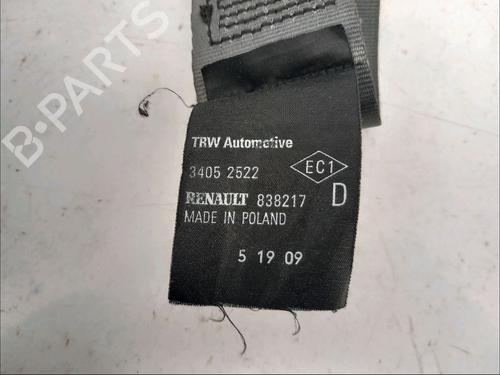 B-PARTS
TRW Automotive
3405 2522
EC1
RENAULT 838217 D
MADE IN POLAND
5 19 09